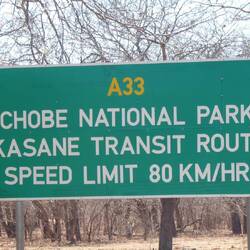 A33
CHOBE NATIONAL PARK
KASANE TRANSIT ROUT
SPEED LIMIT 80 KM/HR